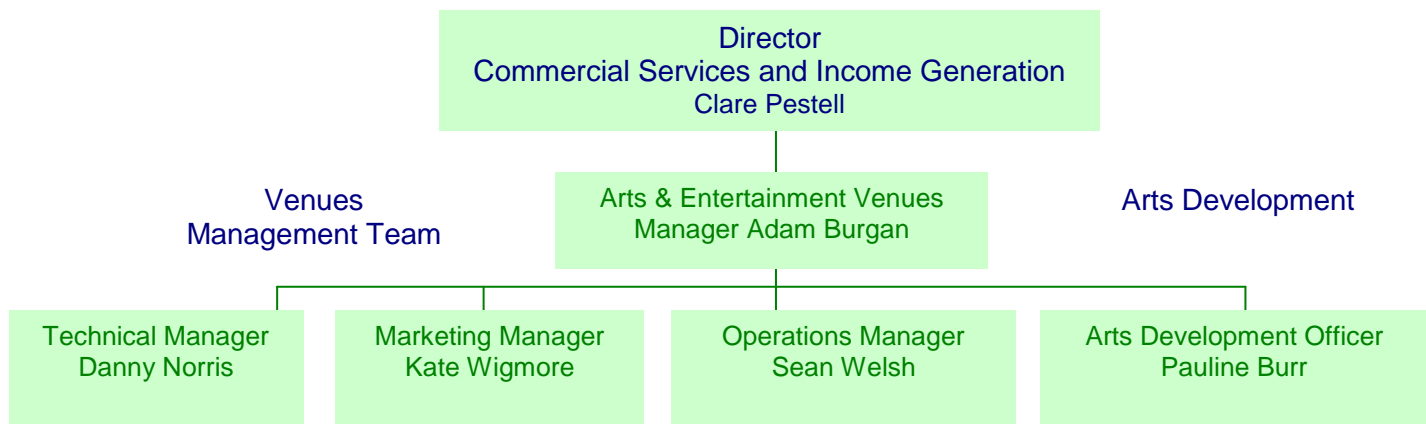 Director
Commercial Services and Income Generation
Clare Pestell
Venues
Management Team
Arts & Entertainment Venues
Manager Adam Burgan
Arts Development
Technical Manager
Danny Norris
Marketing Manager
Kate Wigmore
Operations Manager
Sean Welsh
Arts Development Officer
Pauline Burr